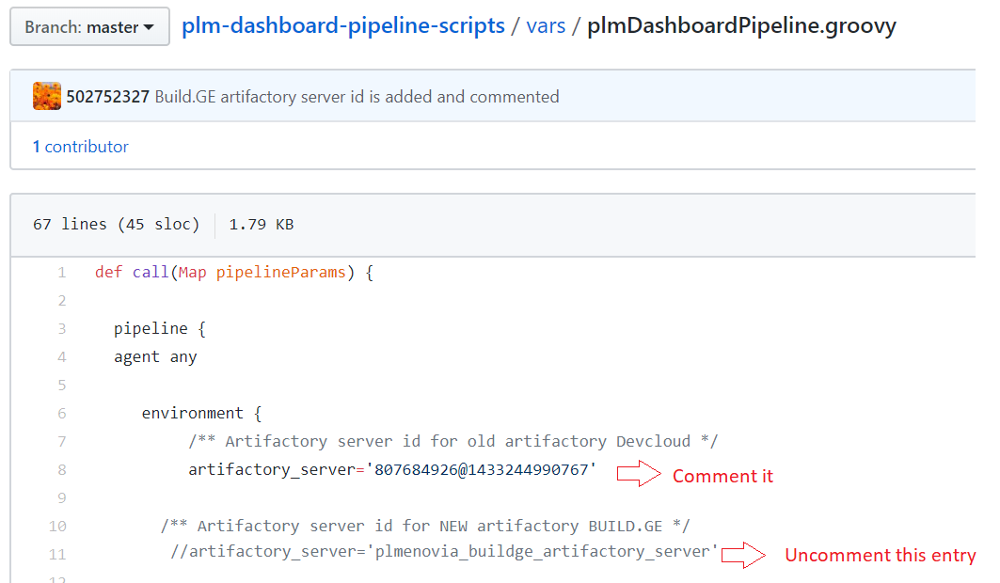 Branch: master
plm-dashboard-pipeline-scripts / vars / plmDashboardPipeline.groovy
502752327 Build.GE artifactory server id is added and commented
1 contributor
67 lines (45 sloc) 1.79 KB
1 def call(Map pipelineParams) {
2
3 pipeline {
4 agent any
5
6 environment {
7 /** Artifactory server id for old artifactory Devcloud */
8 artifactory_server='807684926@1433244990767' Comment it
9
10 /** Artifactory server id for NEW artifactory BUILD.GE */
11 //artifactory_server='plmenovia_buildge_artifactory_server' Uncomment this entry
12